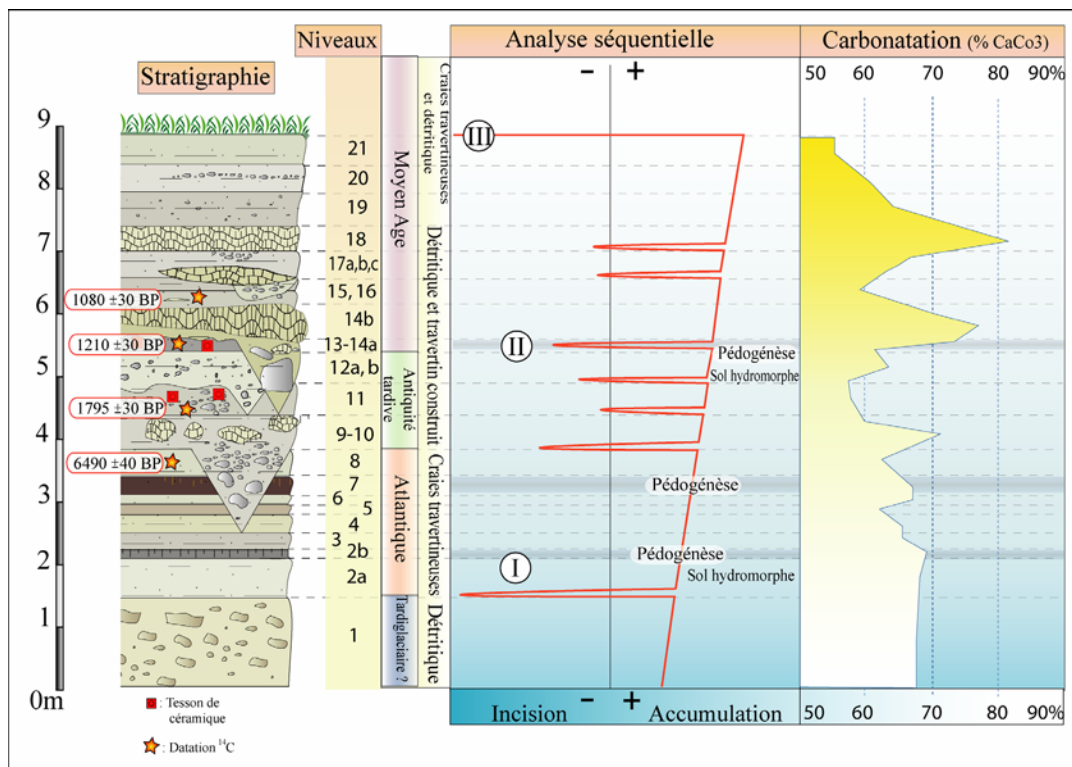 Niveaux
Analyse séquentielle
Carbonatation (% CaCo3)
Stratigraphie
- +
50 60 70 80 90%
9
8
7
6
5
4
3
2
1
0m
1080 ±30 BP
1210 ±30 BP
1795 ±30 BP
6490 ±40 BP
21
20
19
18
17a,b,c
15, 16
14b
13-14a
12a, b
11
9-10
8
7
6
5
4
3
2b
2a
1
Moyen Age
Antiquité
tardive
Atlantique
Tardiglaciaire ?
Craies travertineuses
et détritique
Détritique et travertin construit
Craies travertineuses
Détritique
III
II
I
Pédogénèse
Sol hydromorphe
Pédogénèse
Pédogénèse
Sol hydromorphe
- +
Incision Accumulation
50 60 70 80 90%
: Tesson de
céramique
: Datation ¹⁴C